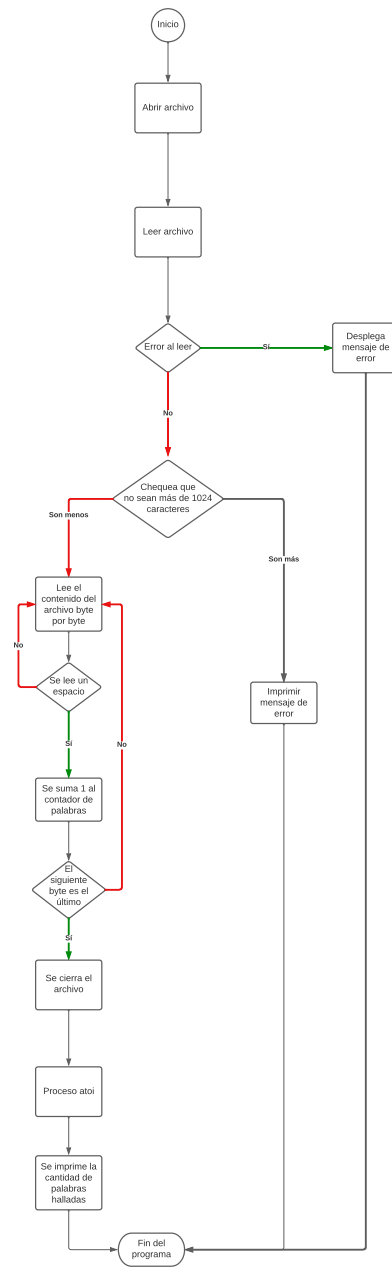 Inicio
Abrir archivo
Leer archivo
Error al leer
Sí
Desplega
mensaje de
error
No
Chequea que
no sean más de 1024
caracteres
Son menos
Son más
Lee el
contenido del
archivo byte
por byte
No
Se lee un
espacio
Imprimir
mensaje de
error
Sí
No
Se suma 1 al
contador de
palabras
El
siguiente
byte es el
último
Sí
Se cierra el
archivo
Proceso atoi
Se imprime la
cantidad de
palabras
halladas
Fin del
programa